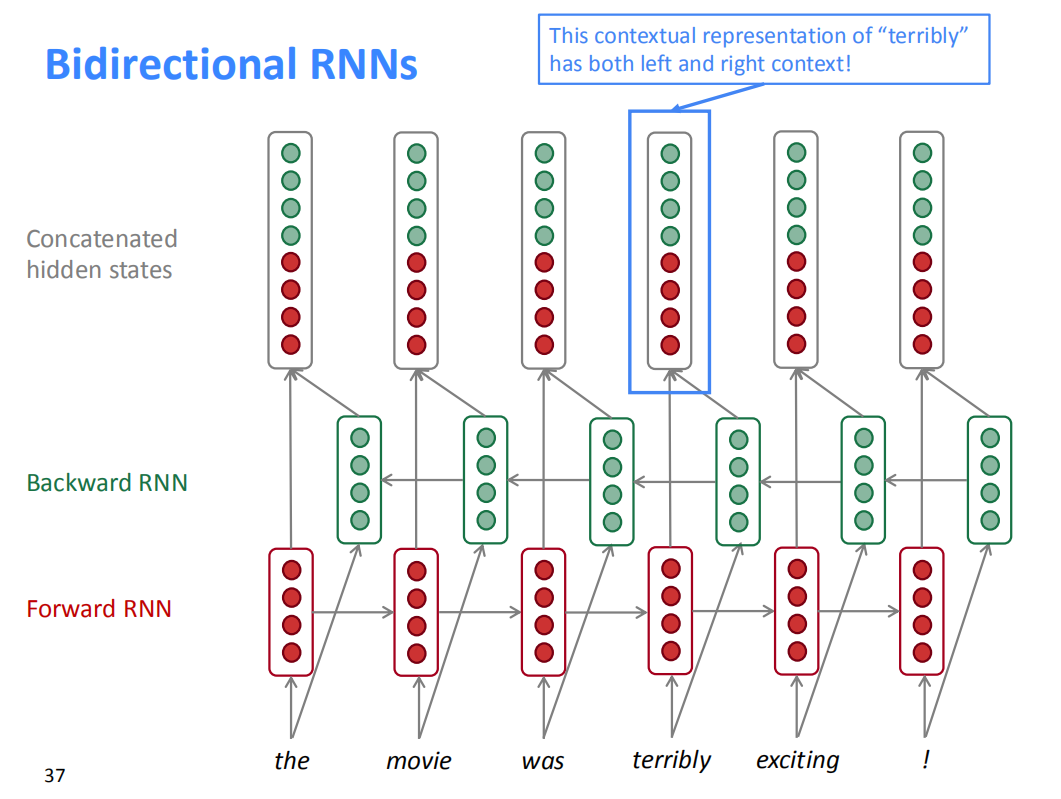 Bidirectional RNNs
This contextual representation of “terribly”
has both left and right context!
Concatenated
hidden states
Backward RNN
Forward RNN
the movie was terribly exciting !
37